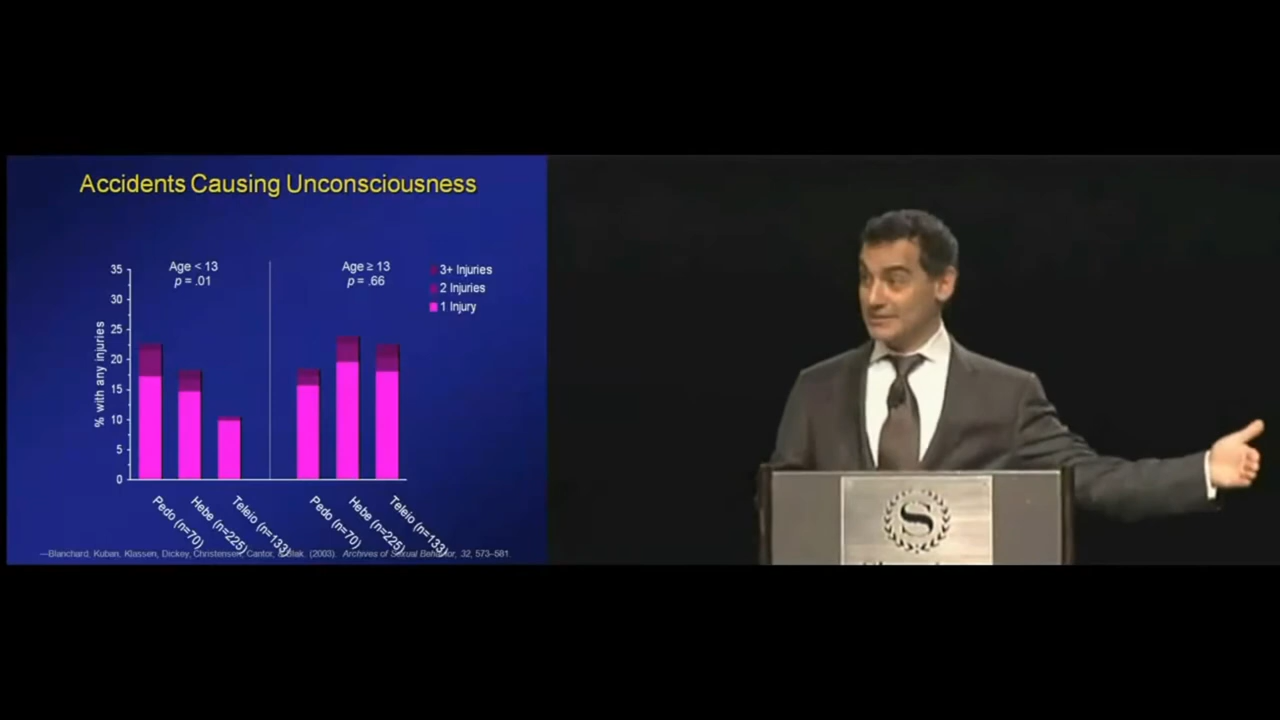 Accidents Causing Unconsciousness
Age < 13
p = .01
Age ≥ 13
p = .66
3+ Injuries
2 Injuries
1 Injury
% with any injuries
35
30
25
20
15
10
5
0
Pedo (n=70)
Hebe (n=225)
Teleio (n=133)
Pedo (n=70)
Hebe (n=225)
Teleio (n=133)
—Blanchard, Kuban, Klassen, Dickey, Christensen, Cantor, & Blak. (2003). Archives of Sexual Behavior, 32, 573–581.
S